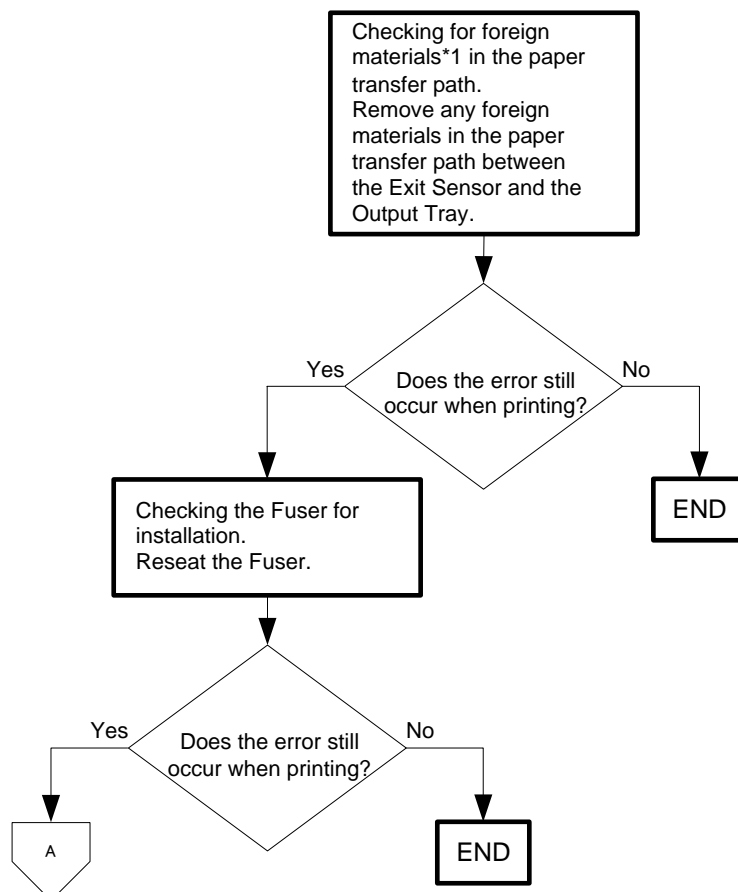 Checking for foreign
materials*1 in the paper
transfer path.
Remove any foreign
materials in the paper
transfer path between
the Exit Sensor and the
Output Tray.
Yes
No
Does the error still
occur when printing?
END
Checking the Fuser for
installation.
Reseat the Fuser.
Yes
No
Does the error still
occur when printing?
A
END